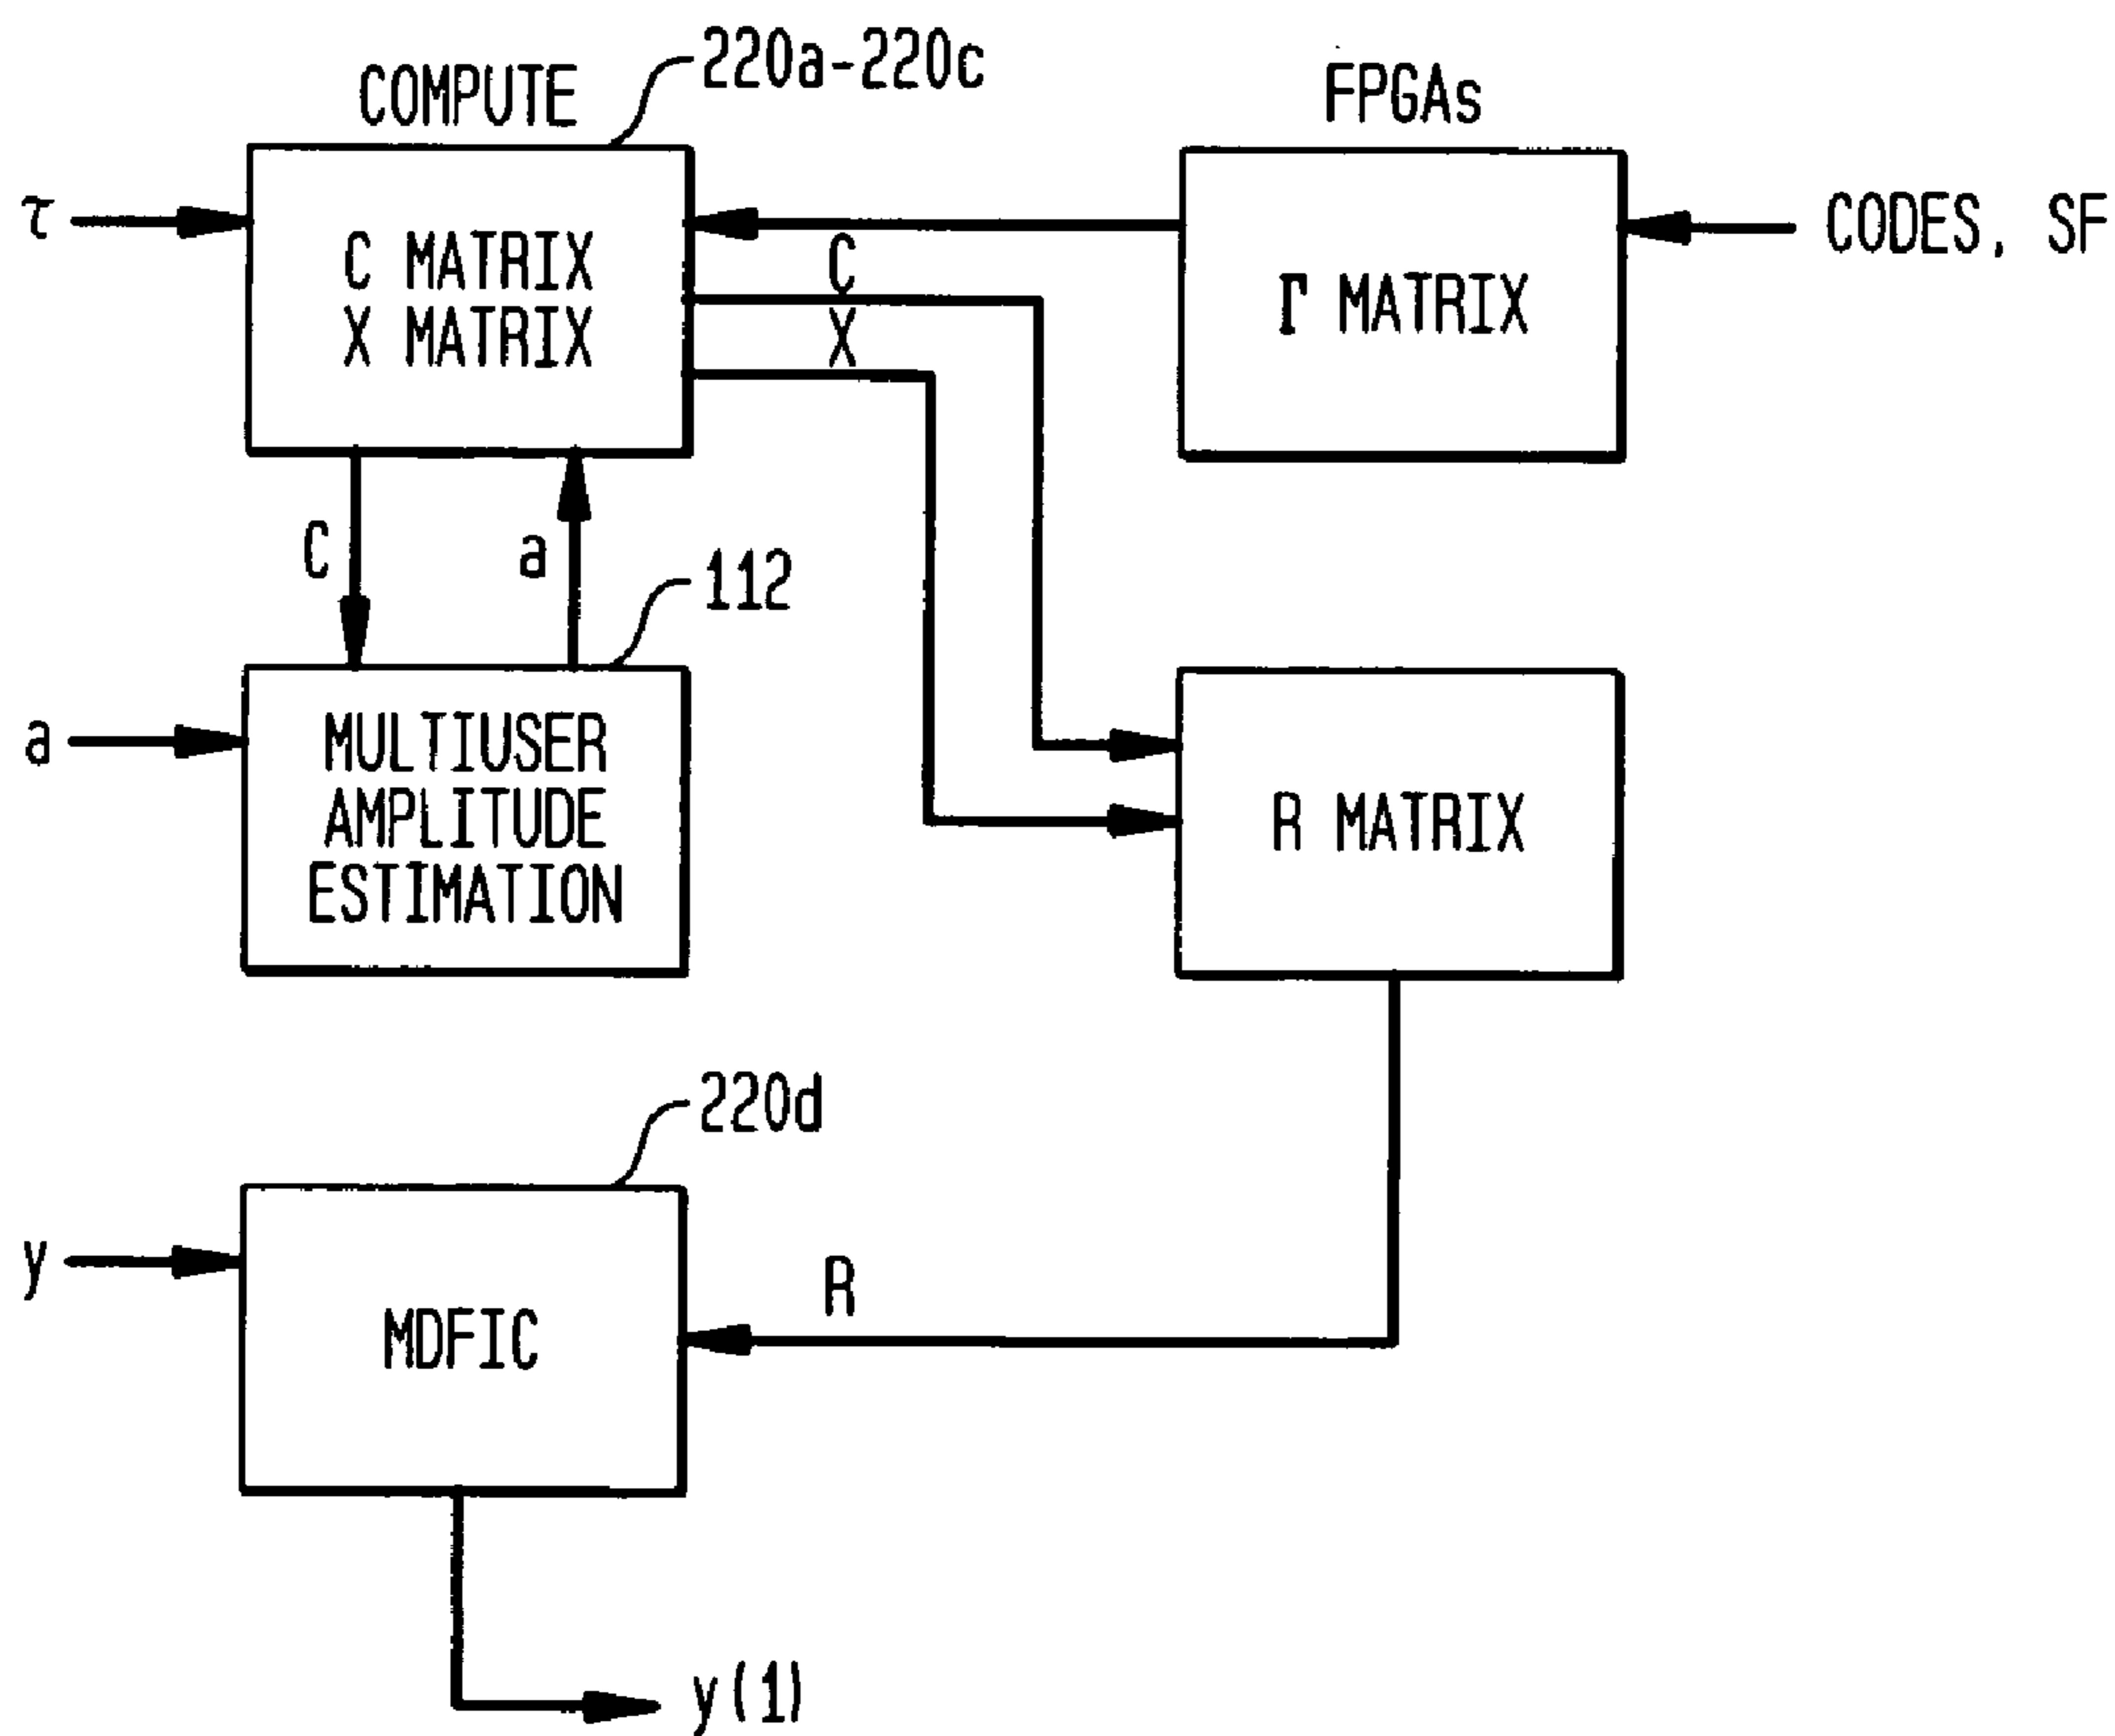 220a-220c
COMPUTE
FPGAs
τ
C MATRIX
X MATRIX
C
X
Γ MATRIX
CODES, SF
C
a
112
a
MULTIUSER
AMPLITUDE
ESTIMATION
R MATRIX
220d
y
MDFIC
R
y(1)